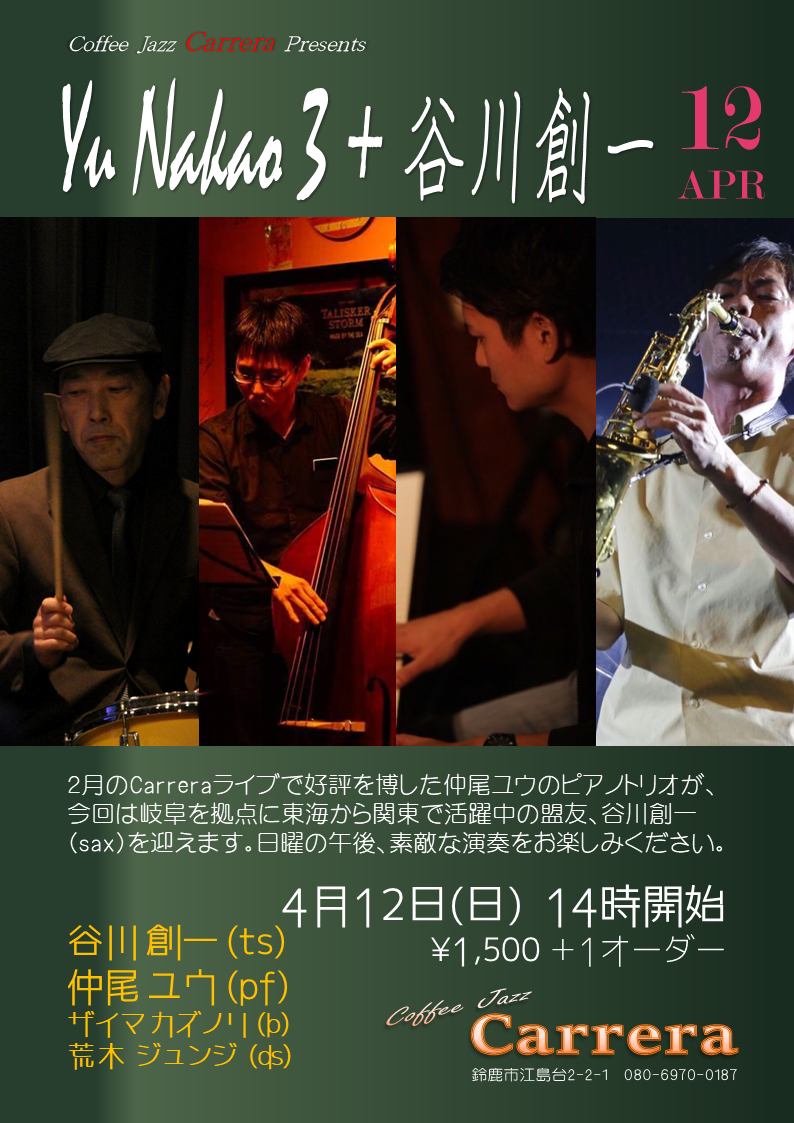 Coffee Jazz Carrera Presents
Yu Nakao 3 + 谷川創一
12
APR
TALISKER
STORM
MADE BY THE SEA
2月のCarreraライブで好評を博した仲尾ユウのピアノトリオが、
今回は岐阜を拠点に東海から関東で活躍中の盟友、谷川創一
(sax)を迎えます。日曜の午後、素敵な演奏をお楽しみください。
4月12日(日) 14時開始
¥1,500 +1オーダー
谷川 創一 (ts)
仲尾 ユウ (pf)
ザイマ カズノリ (b)
荒木 ジュンジ (ds)
Coffee Jazz
Carrera
鈴鹿市江島台2-2-1 080-6970-0187